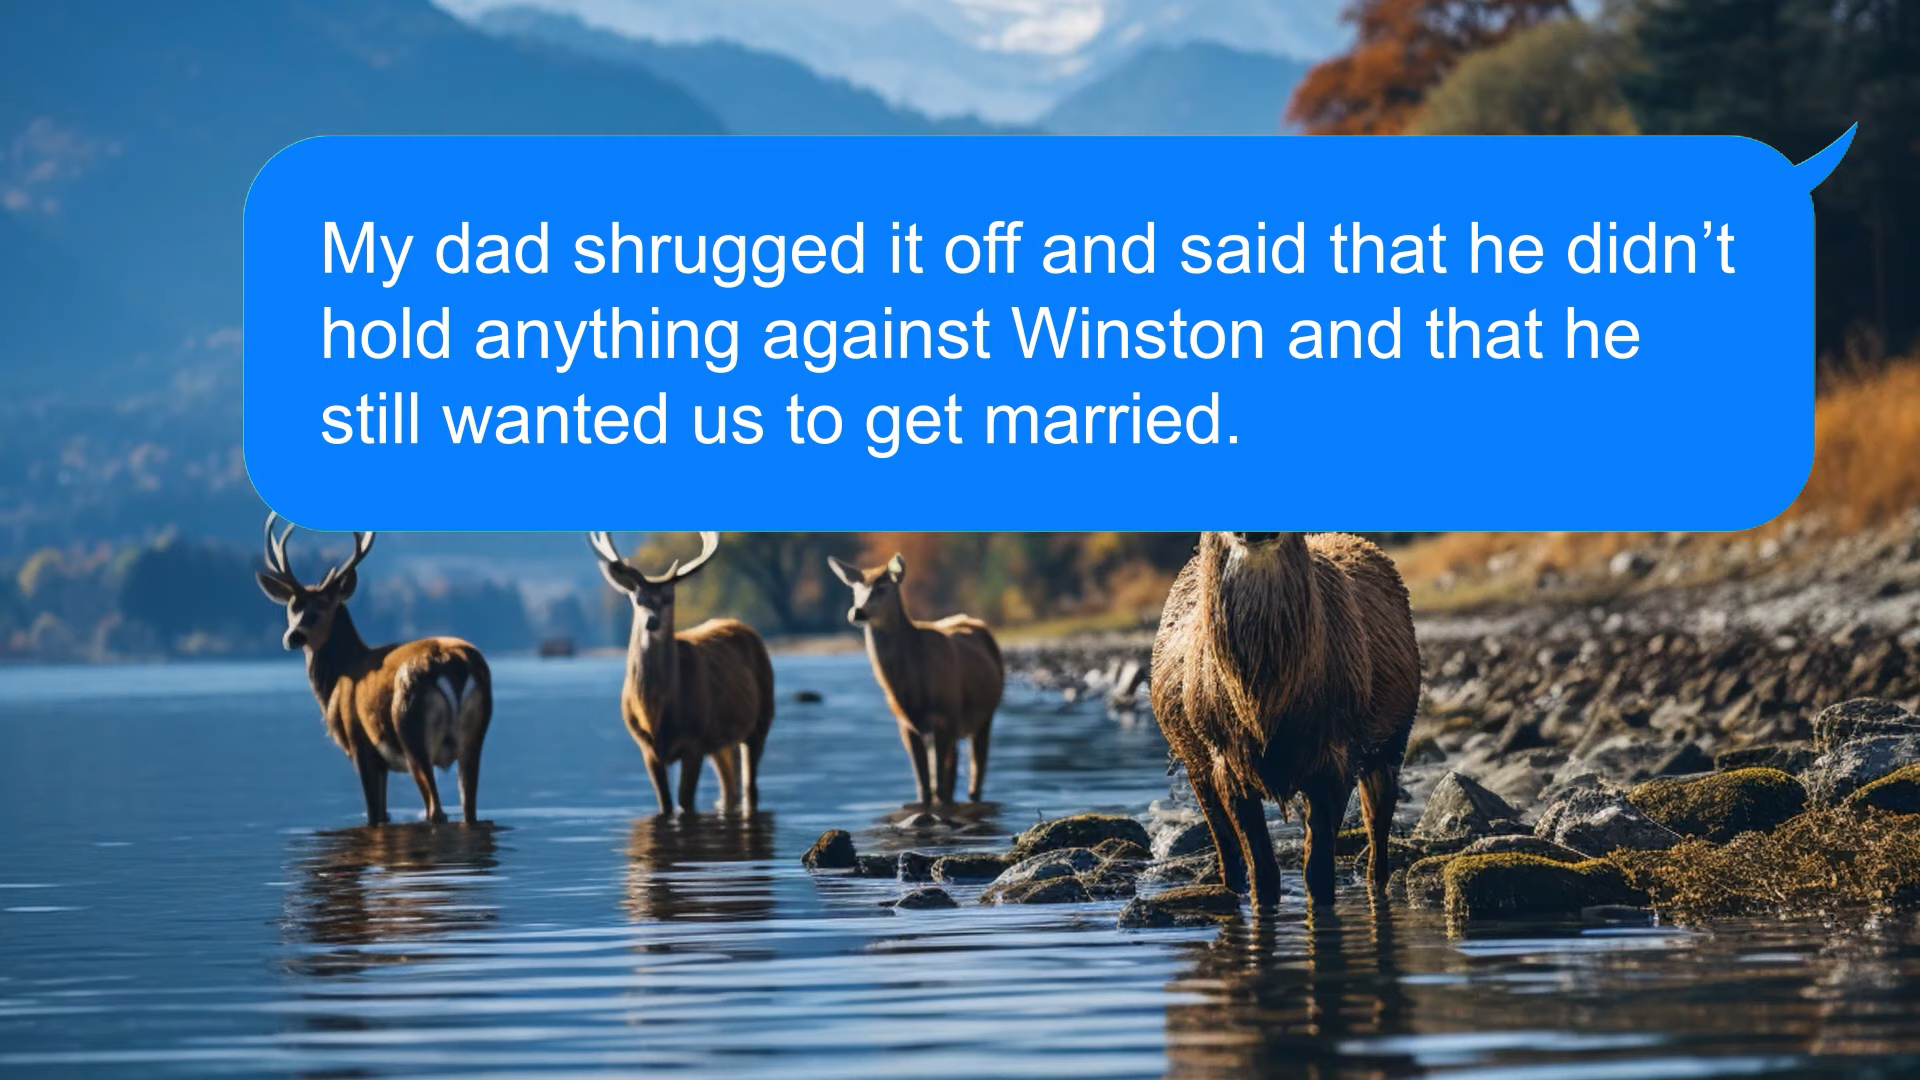 My dad shrugged it off and said that he didn’t
hold anything against Winston and that he
still wanted us to get married.